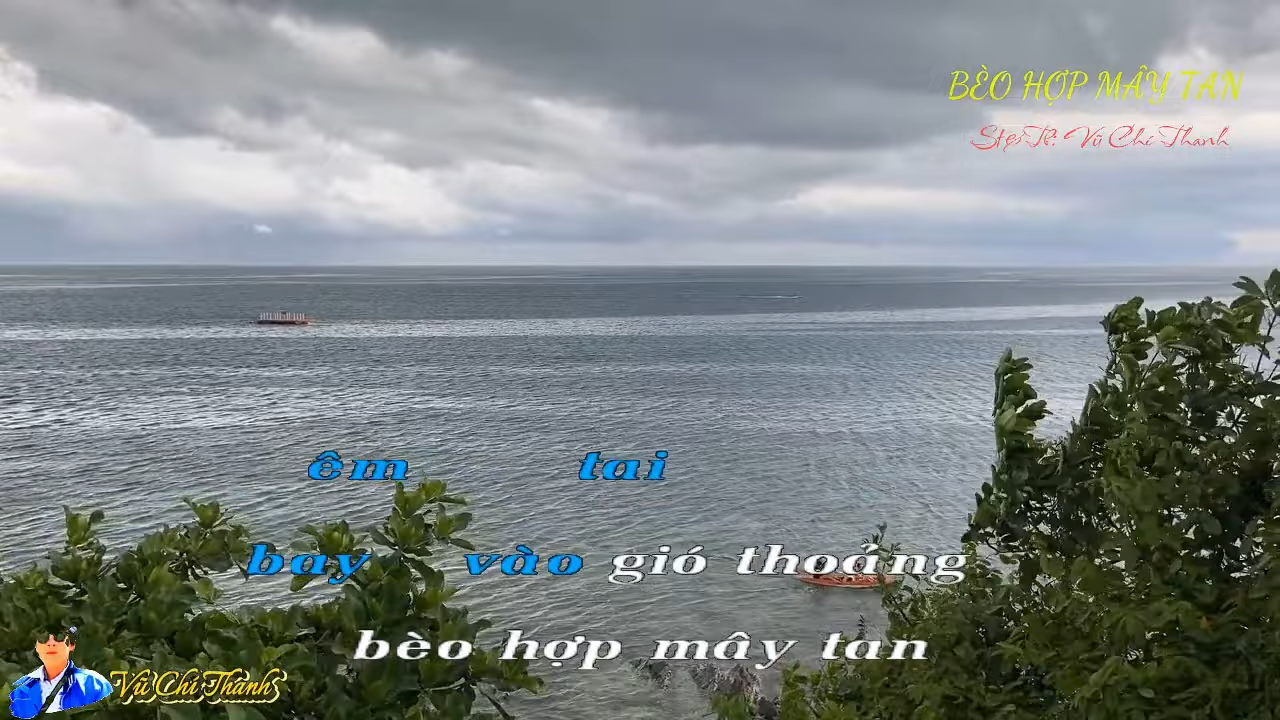 BÈO HỢP MÂY TAN
Vũ Chí Thanh
êm tai
bay vào gió thoảng
bèo hợp mây tan
Vũ Chí Thanh